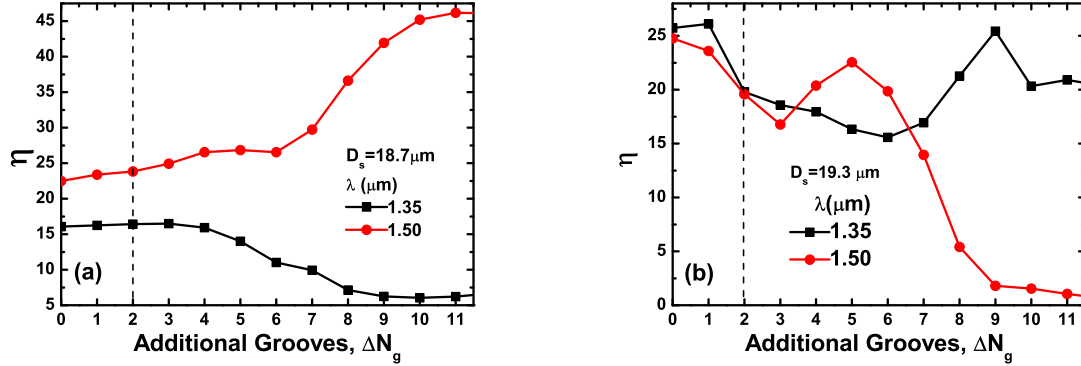 45
40
35
30
25
20
15
10
5
η
D_s=18.7μm
λ (μm)
1.35
1.50
(a)
0 1 2 3 4 5 6 7 8 9 10 11
Additional Grooves, ΔN_g
25
20
15
10
5
0
η
D_s=19.3 μm
λ(μm)
1.35
1.50
(b)
0 1 2 3 4 5 6 7 8 9 10 11
Additional Grooves, ΔN_g